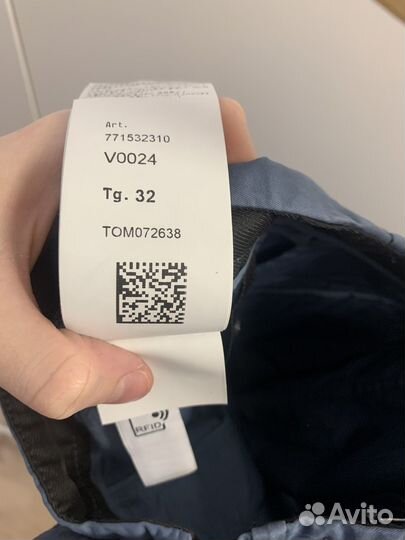 Art.
771532310
V0024
Tg. 32
TOM072638
RFID
Avito